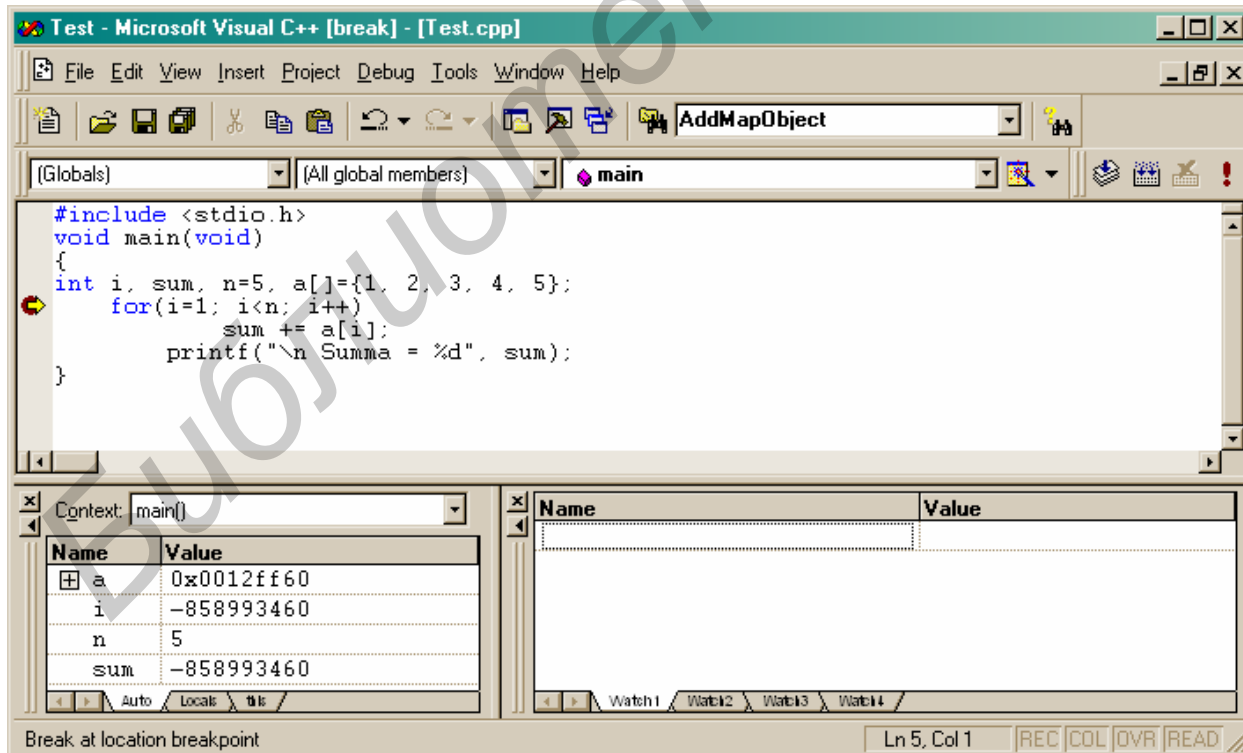 Test - Microsoft Visual C++ [break] - [Test.cpp]
File Edit View Insert Project Debug Tools Window Help
AddMapObject
(Globals) (All global members) main
#include <stdio.h>
void main(void)
{
int i, sum, n=5, a[]={1, 2, 3, 4, 5};
for(i=1; i<n; i++)
sum += a[i];
printf("\n Summa = %d", sum);
}
Context: main()
Name Value
a 0x0012ff60
i -858993460
n 5
sum -858993460
Auto Locals this
Name Value
Watch1 Watch2 Watch3 Watch4
Break at location breakpoint Ln 5, Col 1 REC COL OVR READ